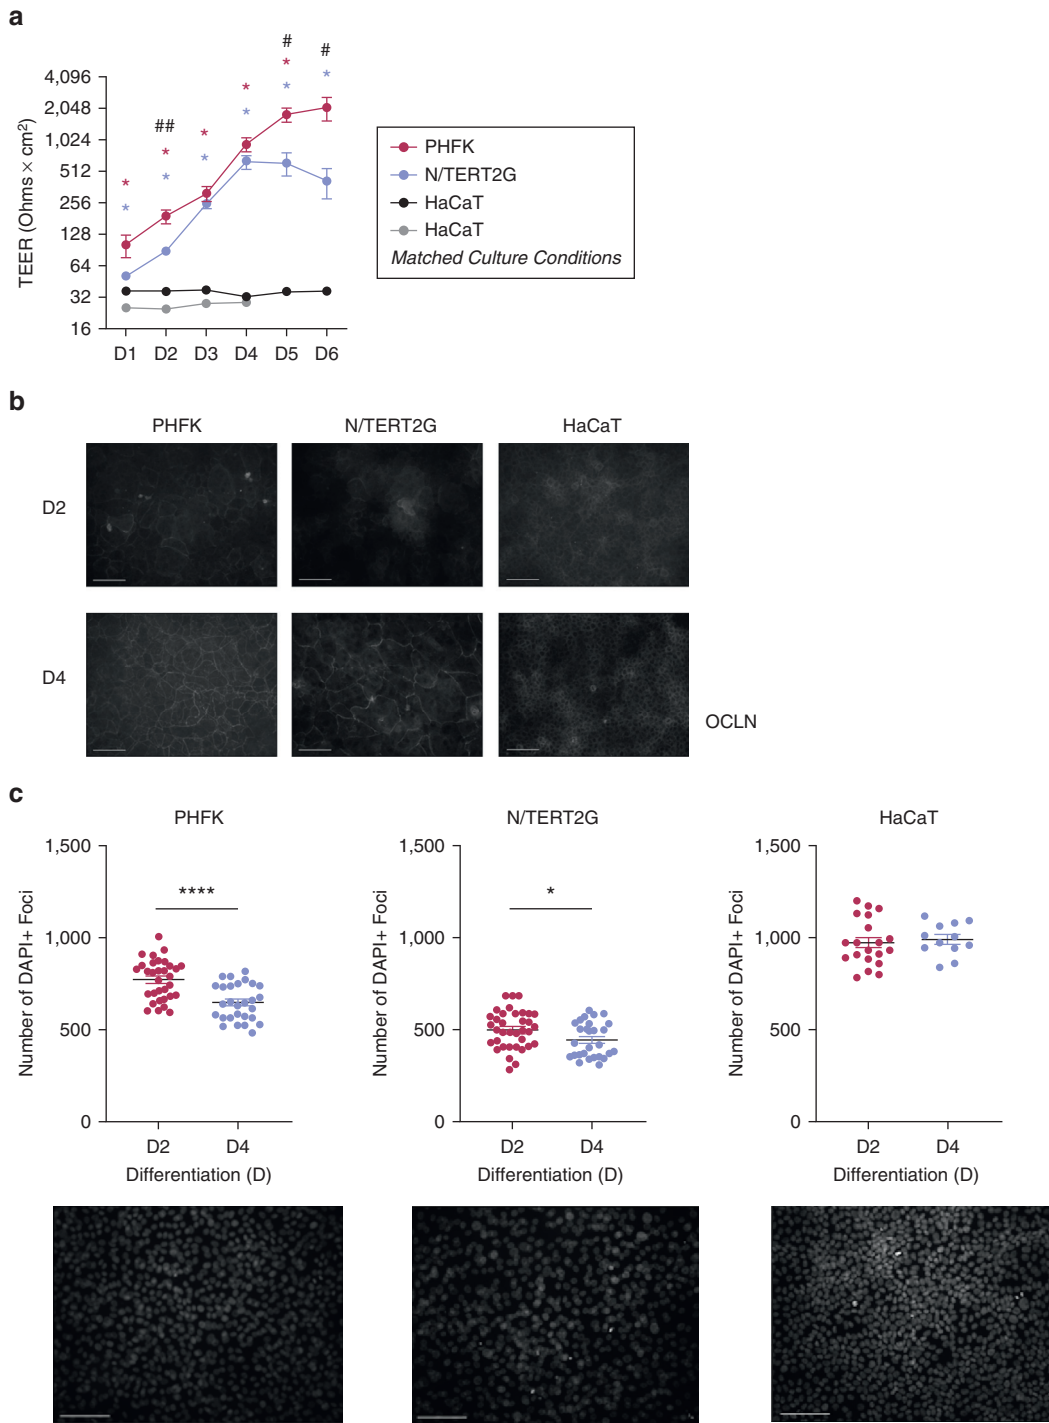 a
# #
* *
## * *
* * * *
* * * *
* *
4,096
2,048
1,024
512
256
128
64
32
16
TEER (Ohms × cm²)
D1 D2 D3 D4 D5 D6
PHFK
N/TERT2G
HaCaT
HaCaT
Matched Culture Conditions
b
PHFK N/TERT2G HaCaT
D2
D4
OCLN
c
PHFK
1,500
1,000
500
0
Number of DAPI+ Foci
****
D2 D4
Differentiation (D)
N/TERT2G
1,500
1,000
500
0
Number of DAPI+ Foci
*
D2 D4
Differentiation (D)
HaCaT
1,500
1,000
500
0
Number of DAPI+ Foci
D2 D4
Differentiation (D)